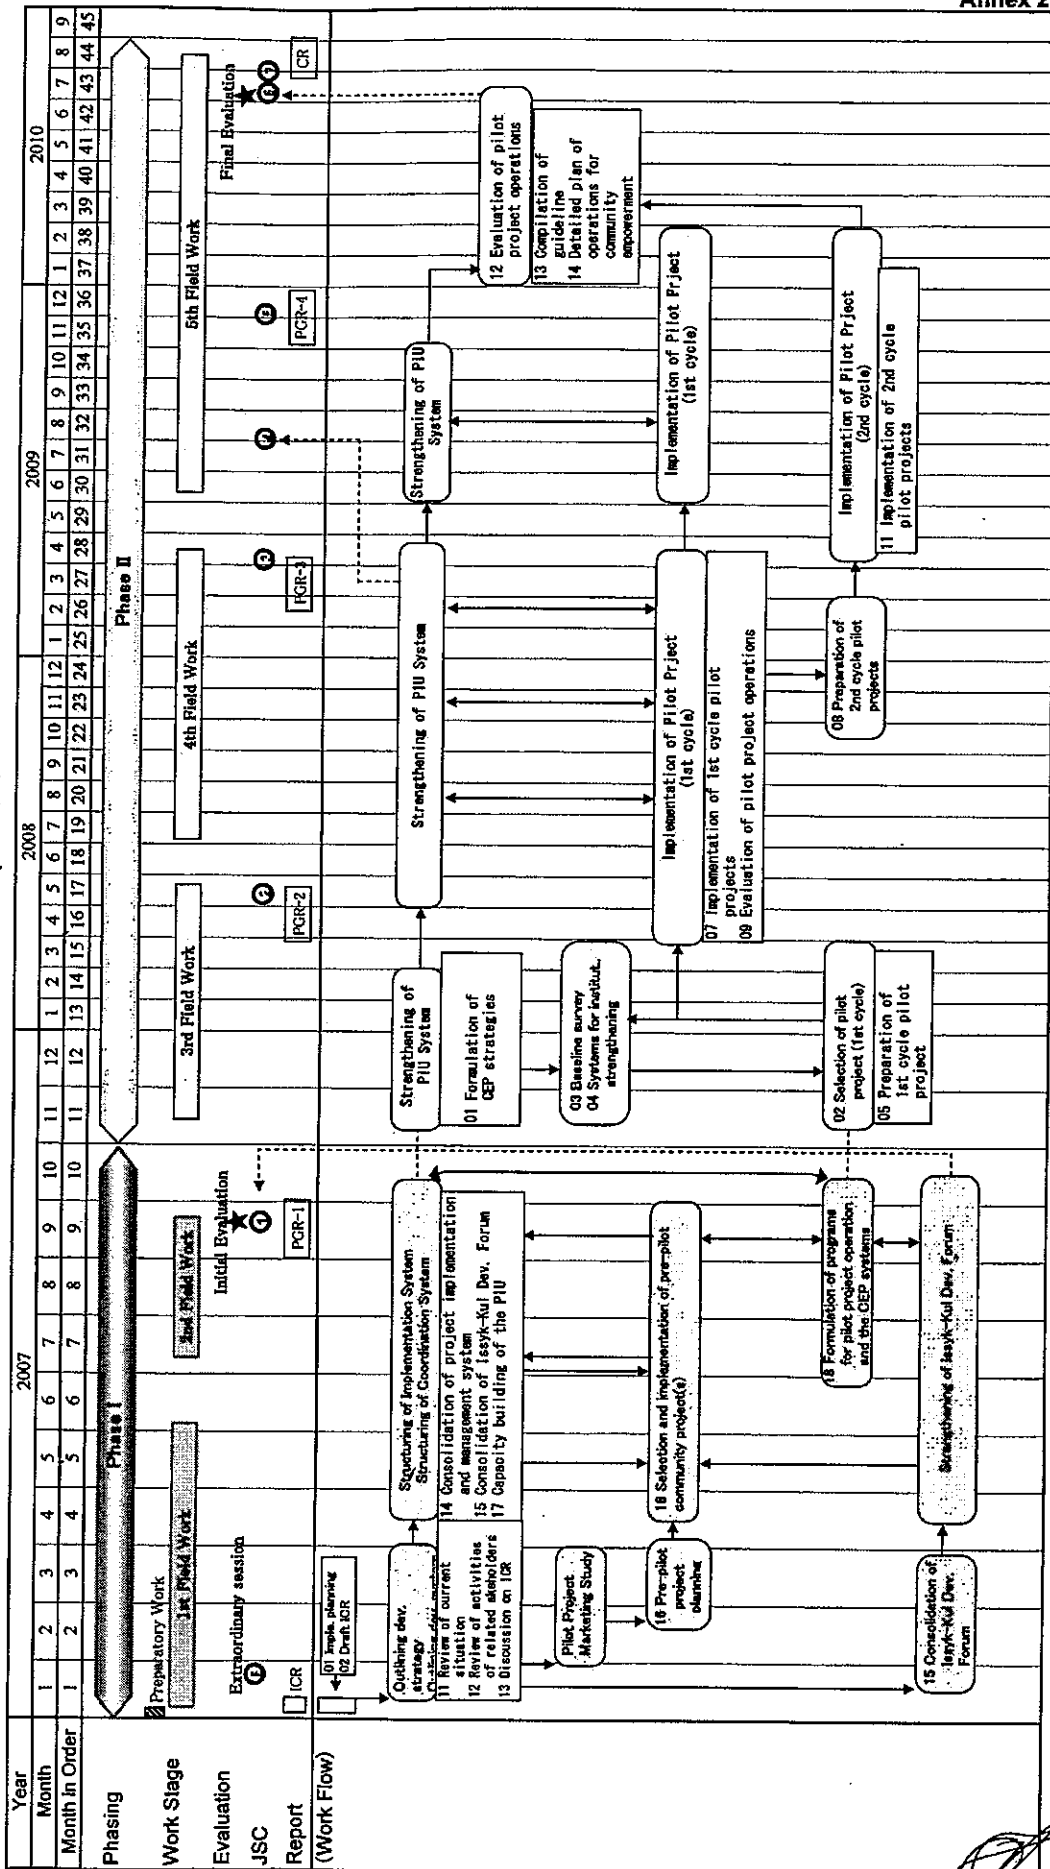 Annex 2
Year 2007 2008 2009 2010
Month 1 2 3 4 5 6 7 8 9 10 11 12 1 2 3 4 5 6 7 8 9 10 11 12 1 2 3 4 5 6 7 8 9 10 11 12 1 2 3 4 5 6 7 8 9
Month in Order 1 2 3 4 5 6 7 8 9 10 11 12 13 14 15 16 17 18 19 20 21 22 23 24 25 26 27 28 29 30 31 32 33 34 35 36 37 38 39 40 41 42 43 44 45
Phasing
Phase I
Phase II
Work Stage
Preparatory Work
1st Field Work
2nd Field Work
3rd Field Work
4th Field Work
5th Field Work
Evaluation
Initial Evaluation
Final Evaluation
JSC
Extraordinary session
Report
ICR
PGR-1
PGR-2
PGR-3
PGR-4
CR
(Work Flow)
01 Imple. planning
02 Draft ICR
Outlining dev.
strategy
11 Review of current
situation
12 Review of activities
of related skeholders
13 Discussion on ICR
Structuring of Implementation System
Structuring of Coordination System
14 Consolidation of project implementation
and management system
15 Consolidation of Issyk-Kul Dev. Forum
17 Capacity building of the PIU
Strengthening of
PIU System
01 Formulation of
CEP strategies
Strengthening of PIU System
Strengthening of PIU
System
12 Evaluation of pilot
project operations
13 Compilation of
guideline
14 Detailed plan of
operations for
community
empowerment
Pilot Project
Marketing Study
03 Baseline survey
04 Systems for institut.
strengthening
16 Pre-pilot
project
planning
18 Selection and implementation of pre-pilot
community project(s)
Implementation of Pilot Prject
(1st cycle)
07 Implementation of 1st cycle pilot
projects
09 Evaluation of pilot project operations
Implementation of Pilot Prject
(1st cycle)
18 Formulation of programs
for pilot project operation
and the CEP systems
02 Selection of pilot
project (1st cycle)
05 Preparation of
1st cycle pilot
project
08 Preparation of
2nd cycle pilot
projects
Implementation of Pilot Prject
(2nd cycle)
11 Implementation of 2nd cycle
pilot projects
15 Consolidation of
Issyk-Kul Dev.
Forum
Strengthening of Issyk-Kul Dev. Forum